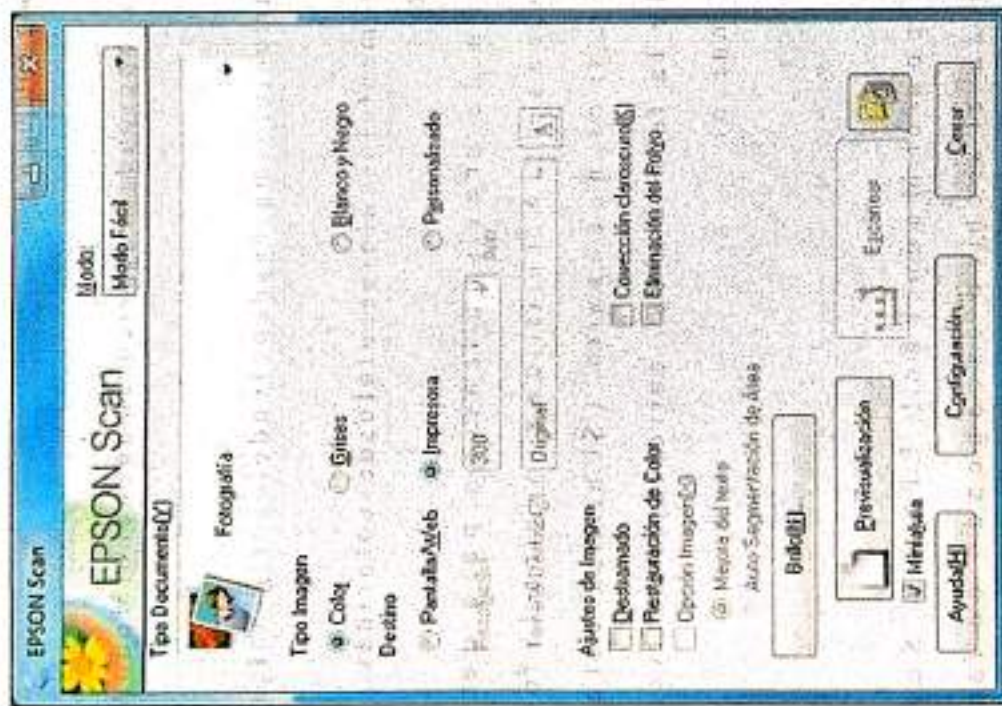 EPSON Scan
EPSON Scan
Modo:
Modo Fácil
Tipo Documento(Y)
Fotografía
Tipo Imagen
Color Grises Blanco y Negro
Destino
Pantalla/Web Impresora Personalizado
300
Original
Ajustes de Imagen
Destramado Corrección claroscuro(K)
Restauración de Color Eliminación del Polvo
Opción Imagen
Mejora del texto
Auto Segmentación de Área
Brillo
Previsualización Escanear
Miniatura
Ayuda(H) Configuración... Cerrar